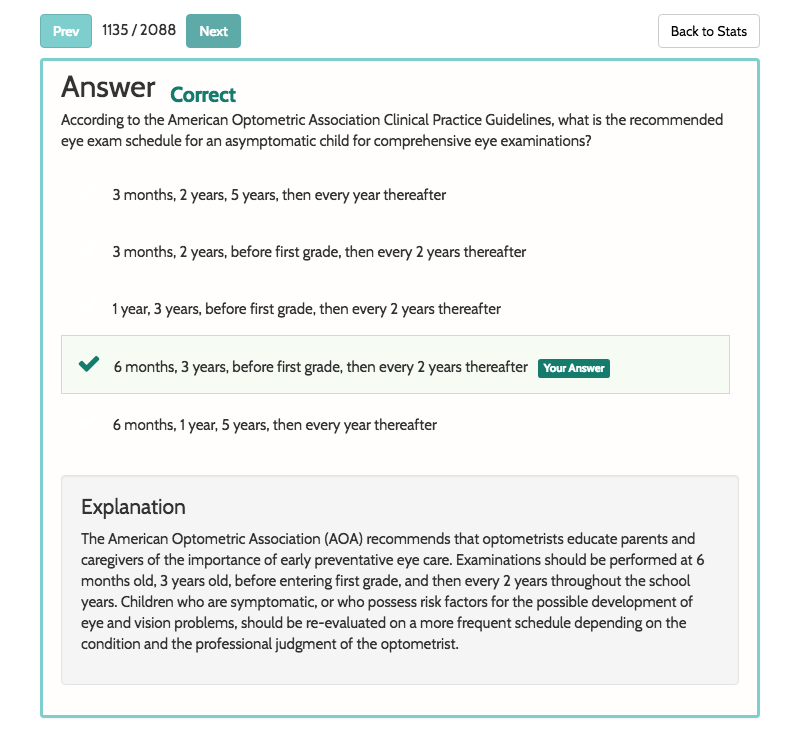 Prev 1135 / 2088 Next Back to Stats
Answer Correct
According to the American Optometric Association Clinical Practice Guidelines, what is the recommended
eye exam schedule for an asymptomatic child for comprehensive eye examinations?
3 months, 2 years, 5 years, then every year thereafter
3 months, 2 years, before first grade, then every 2 years thereafter
1 year, 3 years, before first grade, then every 2 years thereafter
6 months, 3 years, before first grade, then every 2 years thereafter Your Answer
6 months, 1 year, 5 years, then every year thereafter
Explanation
The American Optometric Association (AOA) recommends that optometrists educate parents and
caregivers of the importance of early preventative eye care. Examinations should be performed at 6
months old, 3 years old, before entering first grade, and then every 2 years throughout the school
years. Children who are symptomatic, or who possess risk factors for the possible development of
eye and vision problems, should be re-evaluated on a more frequent schedule depending on the
condition and the professional judgment of the optometrist.